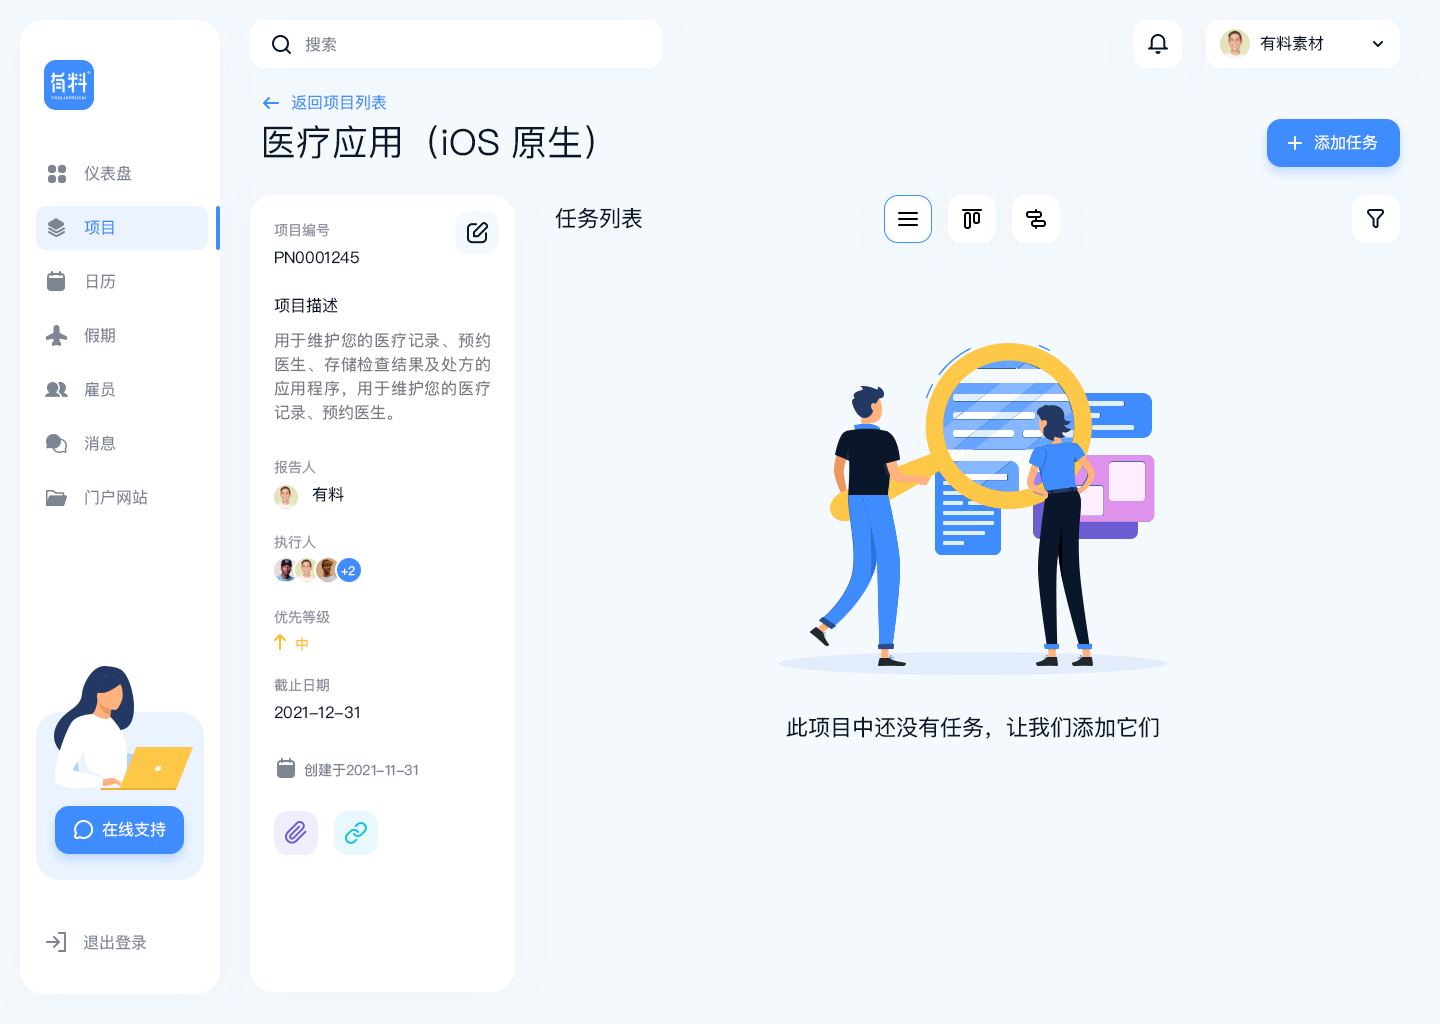 搜索
有料素材
有料
YOULIAOSUCAI
返回项目列表
医疗应用（iOS 原生）
添加任务
仪表盘
项目
日历
假期
雇员
消息
门户网站
在线支持
退出登录
项目编号
PN0001245
项目描述
用于维护您的医疗记录、预约
医生、存储检查结果及处方的
应用程序，用于维护您的医疗
记录、预约医生。
报告人
有料
执行人
+2
优先等级
中
截止日期
2021-12-31
创建于2021-11-31
任务列表
此项目中还没有任务，让我们添加它们